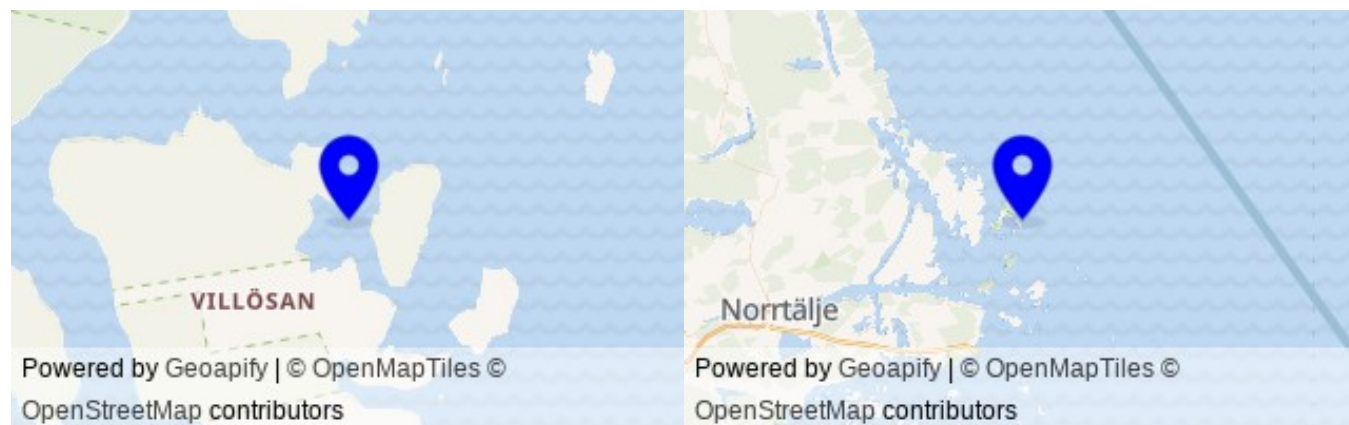 VILLÖSAN
Powered by Geoapify | © OpenMapTiles ©
OpenStreetMap contributors
Norrtälje
Powered by Geoapify | © OpenMapTiles ©
OpenStreetMap contributors